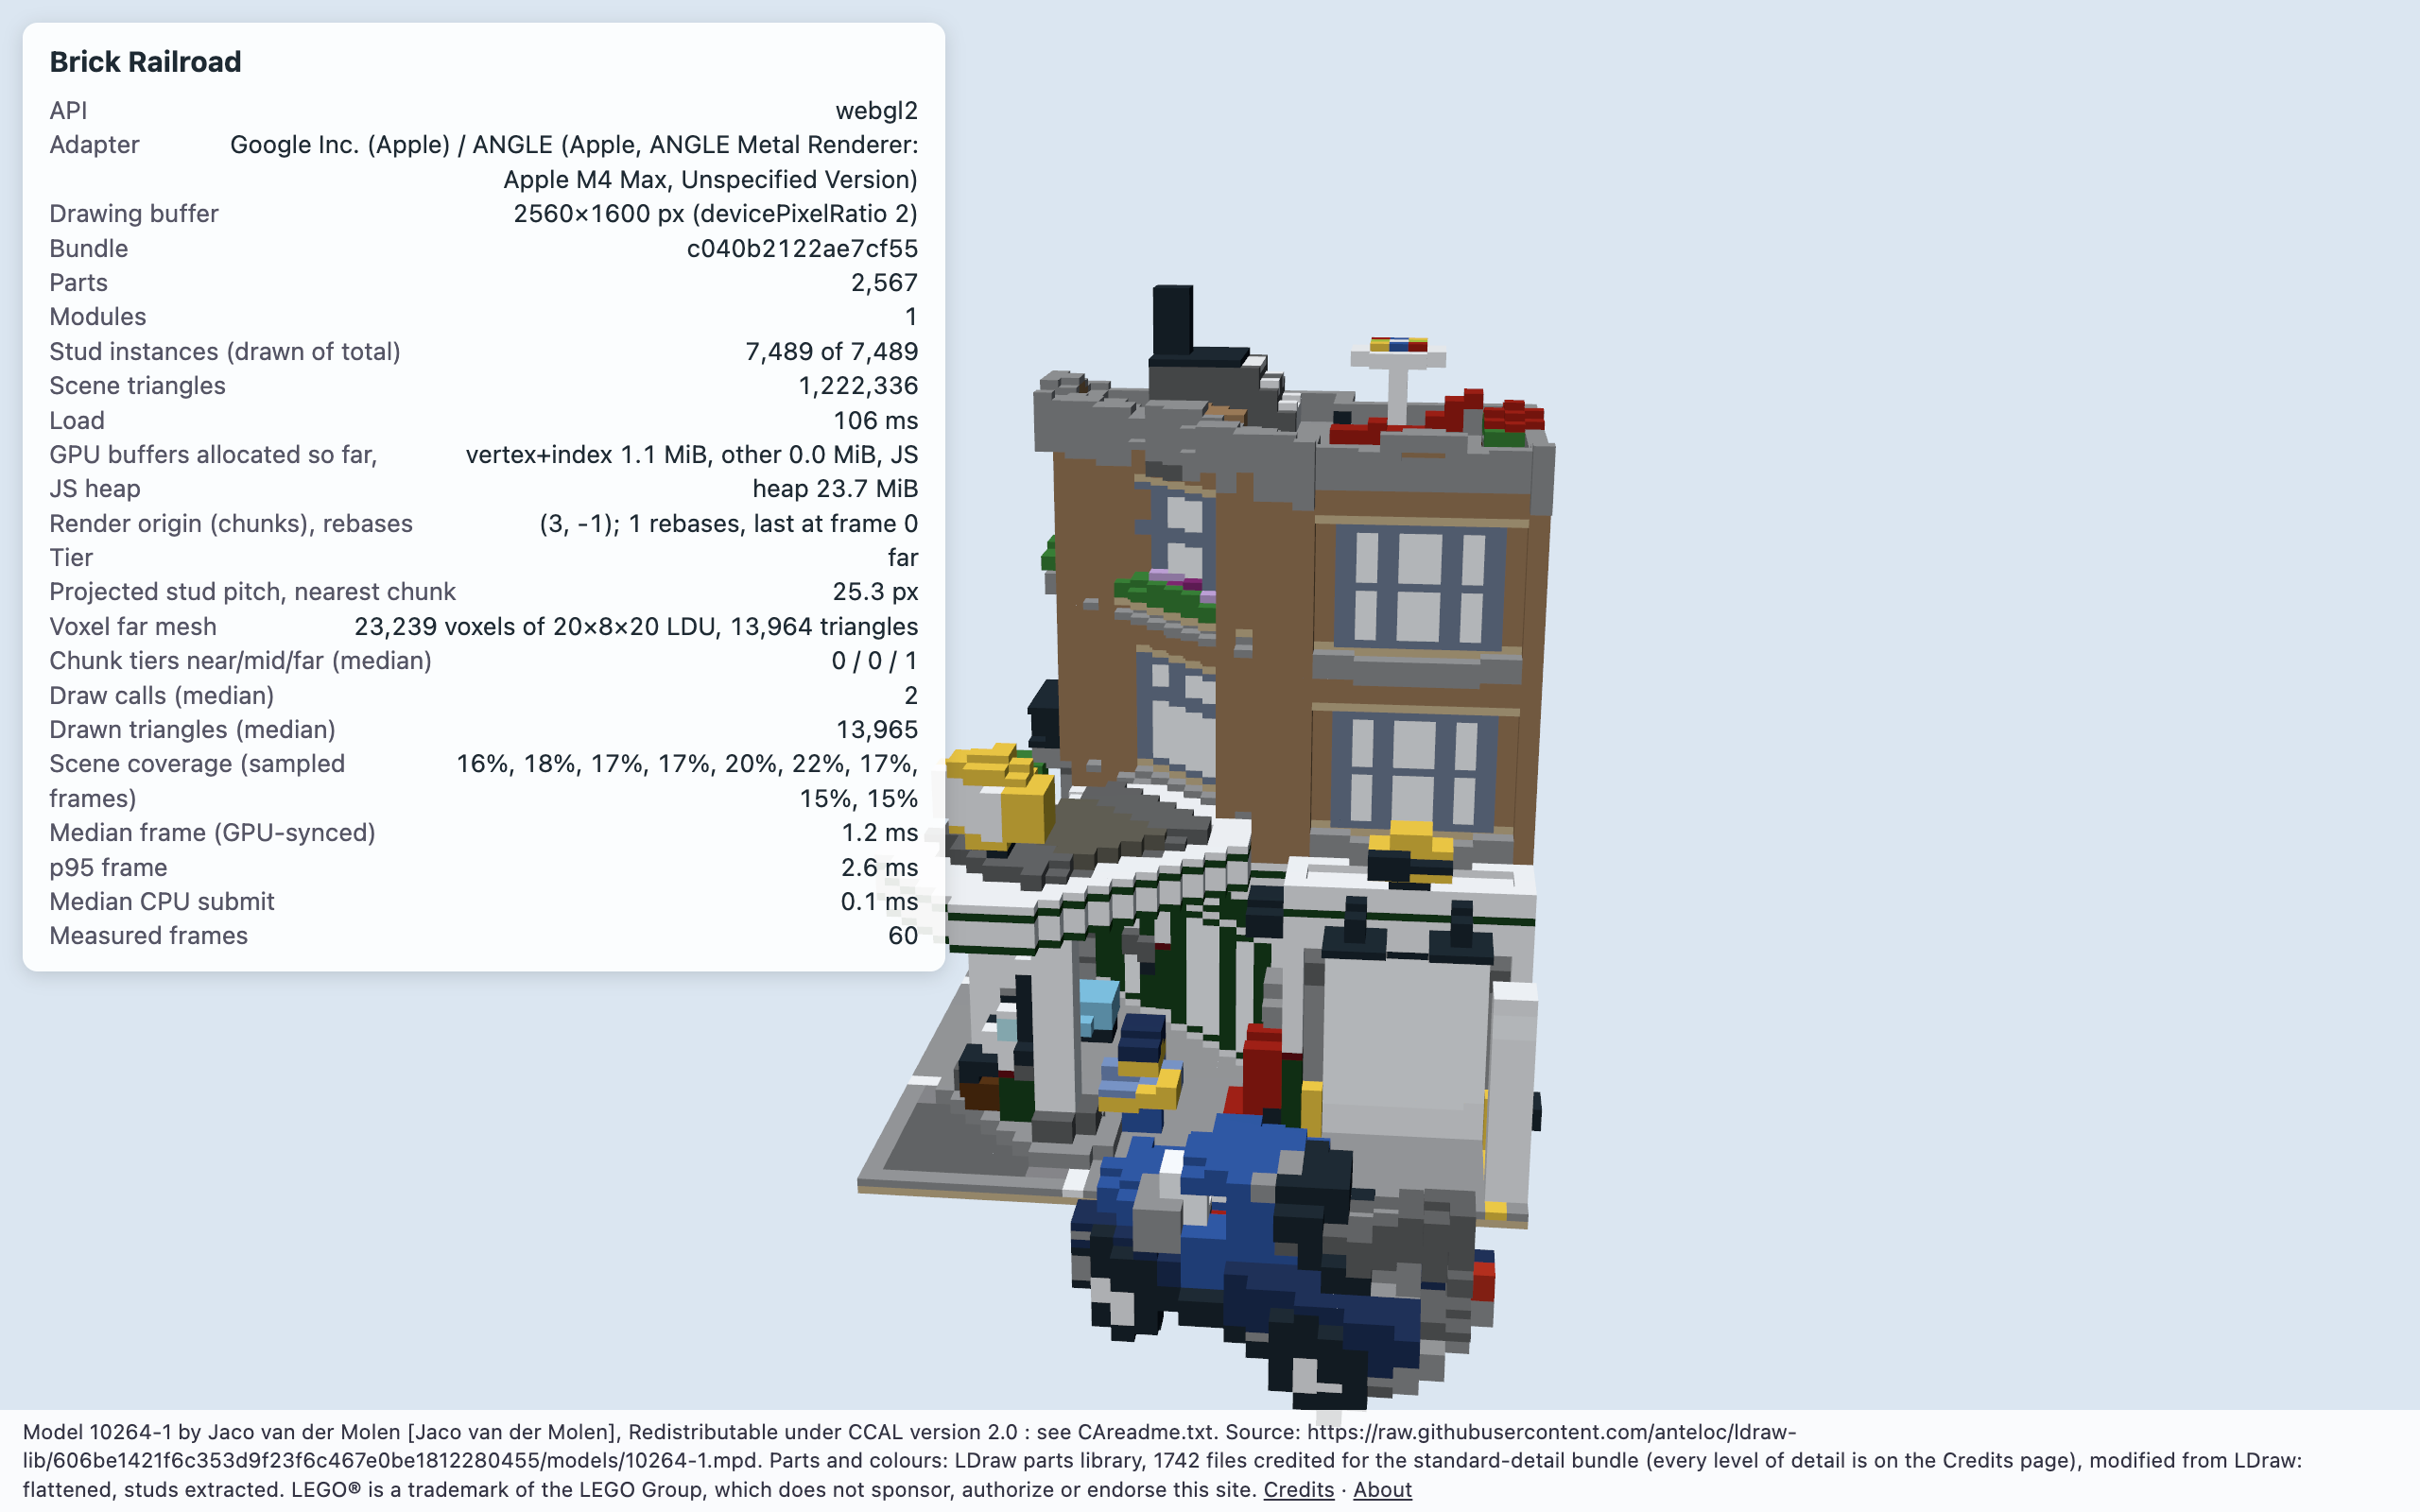 Brick Railroad
API webgl2
Adapter Google Inc. (Apple) / ANGLE (Apple, ANGLE Metal Renderer:
Apple M4 Max, Unspecified Version)
Drawing buffer 2560×1600 px (devicePixelRatio 2)
Bundle c040b2122ae7cf55
Parts 2,567
Modules 1
Stud instances (drawn of total) 7,489 of 7,489
Scene triangles 1,222,336
Load 106 ms
GPU buffers allocated so far, vertex+index 1.1 MiB, other 0.0 MiB, JS
JS heap heap 23.7 MiB
Render origin (chunks), rebases (3, -1); 1 rebases, last at frame 0
Tier far
Projected stud pitch, nearest chunk 25.3 px
Voxel far mesh 23,239 voxels of 20×8×20 LDU, 13,964 triangles
Chunk tiers near/mid/far (median) 0 / 0 / 1
Draw calls (median) 2
Drawn triangles (median) 13,965
Scene coverage (sampled 16%, 18%, 17%, 17%, 20%, 22%, 17%,
frames) 15%, 15%
Median frame (GPU-synced) 1.2 ms
p95 frame 2.6 ms
Median CPU submit 0.1 ms
Measured frames 60
Model 10264-1 by Jaco van der Molen [Jaco van der Molen], Redistributable under CCAL version 2.0 : see CAreadme.txt. Source: https://raw.githubusercontent.com/anteloc/ldraw-
lib/606be1421f6c353d9f23f6c467e0be1812280455/models/10264-1.mpd. Parts and colours: LDraw parts library, 1742 files credited for the standard-detail bundle (every level of detail is on the Credits page), modified from LDraw:
flattened, studs extracted. LEGO® is a trademark of the LEGO Group, which does not sponsor, authorize or endorse this site. Credits · About